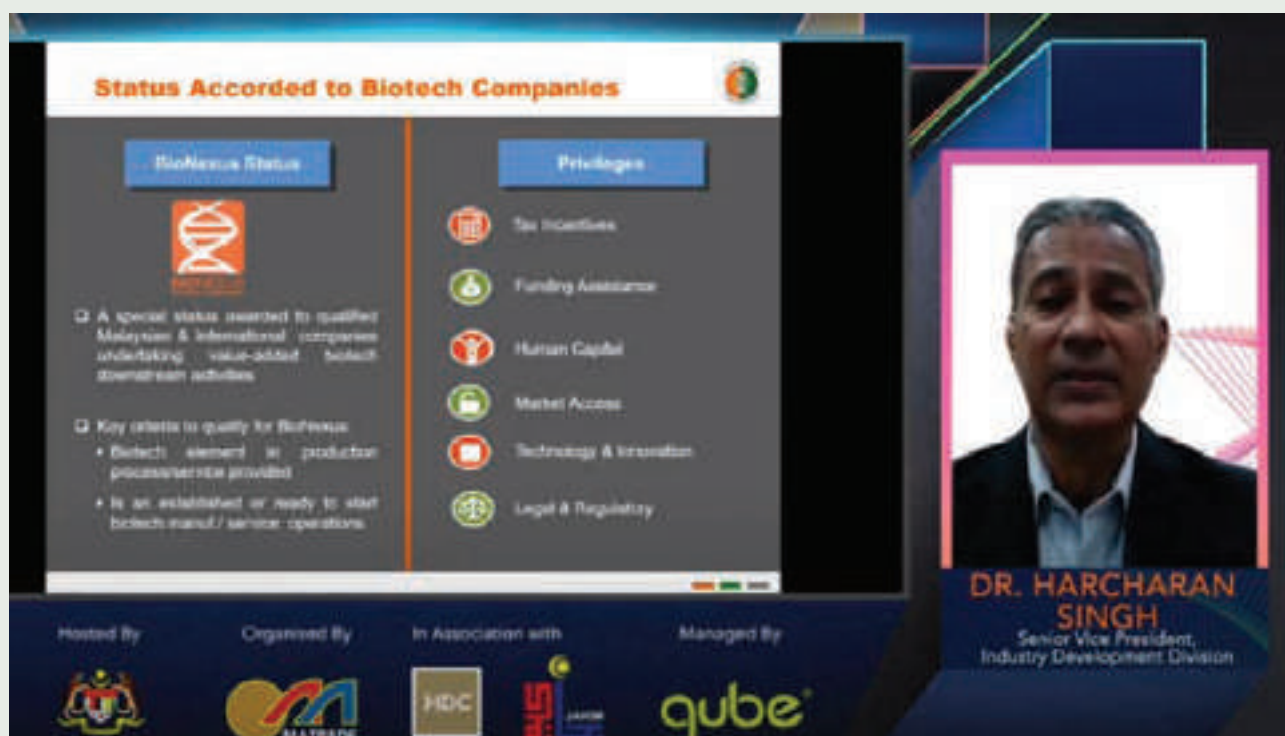 Status Accorded to Biotech Companies
BioNexus Status
❑ A special status awarded to qualified
Malaysian & International companies
undertaking value-added biotech
downstream activities
❑ Key criteria to qualify for BioNexus
• Biotech element in production
process/service provided
• Is an established or ready to start
biotech manuf./ service operations
Privileges
Tax Incentives
Funding Assistance
Human Capital
Market Access
Technology & Innovation
Legal & Regulatory
DR. HARCHARAN
SINGH
Senior Vice President,
Industry Development Division
Hosted By
Organised By
In Association with
Managed By
MATRADE
HDC
JAKIM
qube